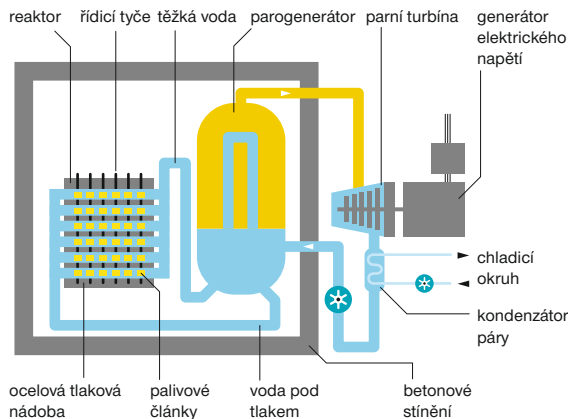 reaktor
řídicí tyče
těžká voda
parogenerátor
parní turbína
generátor
elektrického
napětí
chladicí
okruh
kondenzátor
páry
ocelová tlaková
nádoba
palivové
články
voda pod
tlakem
betonové
stínění